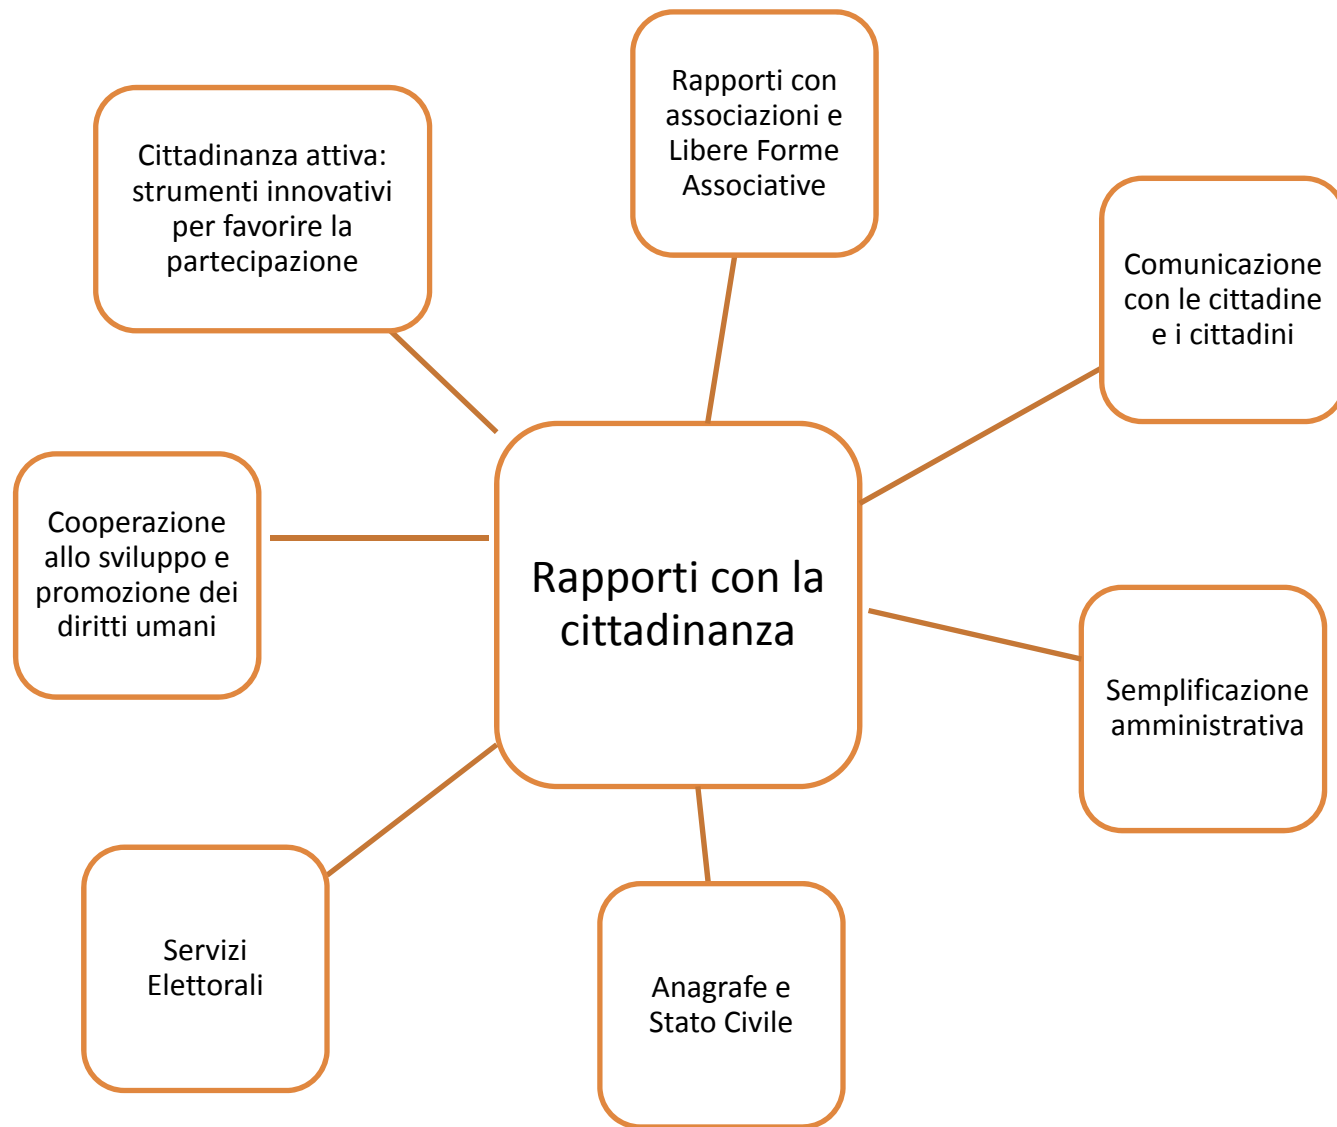 Rapporti con
associazioni e
Libere Forme
Associative
Cittadinanza attiva:
strumenti innovativi
per favorire la
partecipazione
Comunicazione
con le cittadine
e i cittadini
Cooperazione
allo sviluppo e
promozione dei
diritti umani
Rapporti con la
cittadinanza
Semplificazione
amministrativa
Servizi
Elettorali
Anagrafe e
Stato Civile